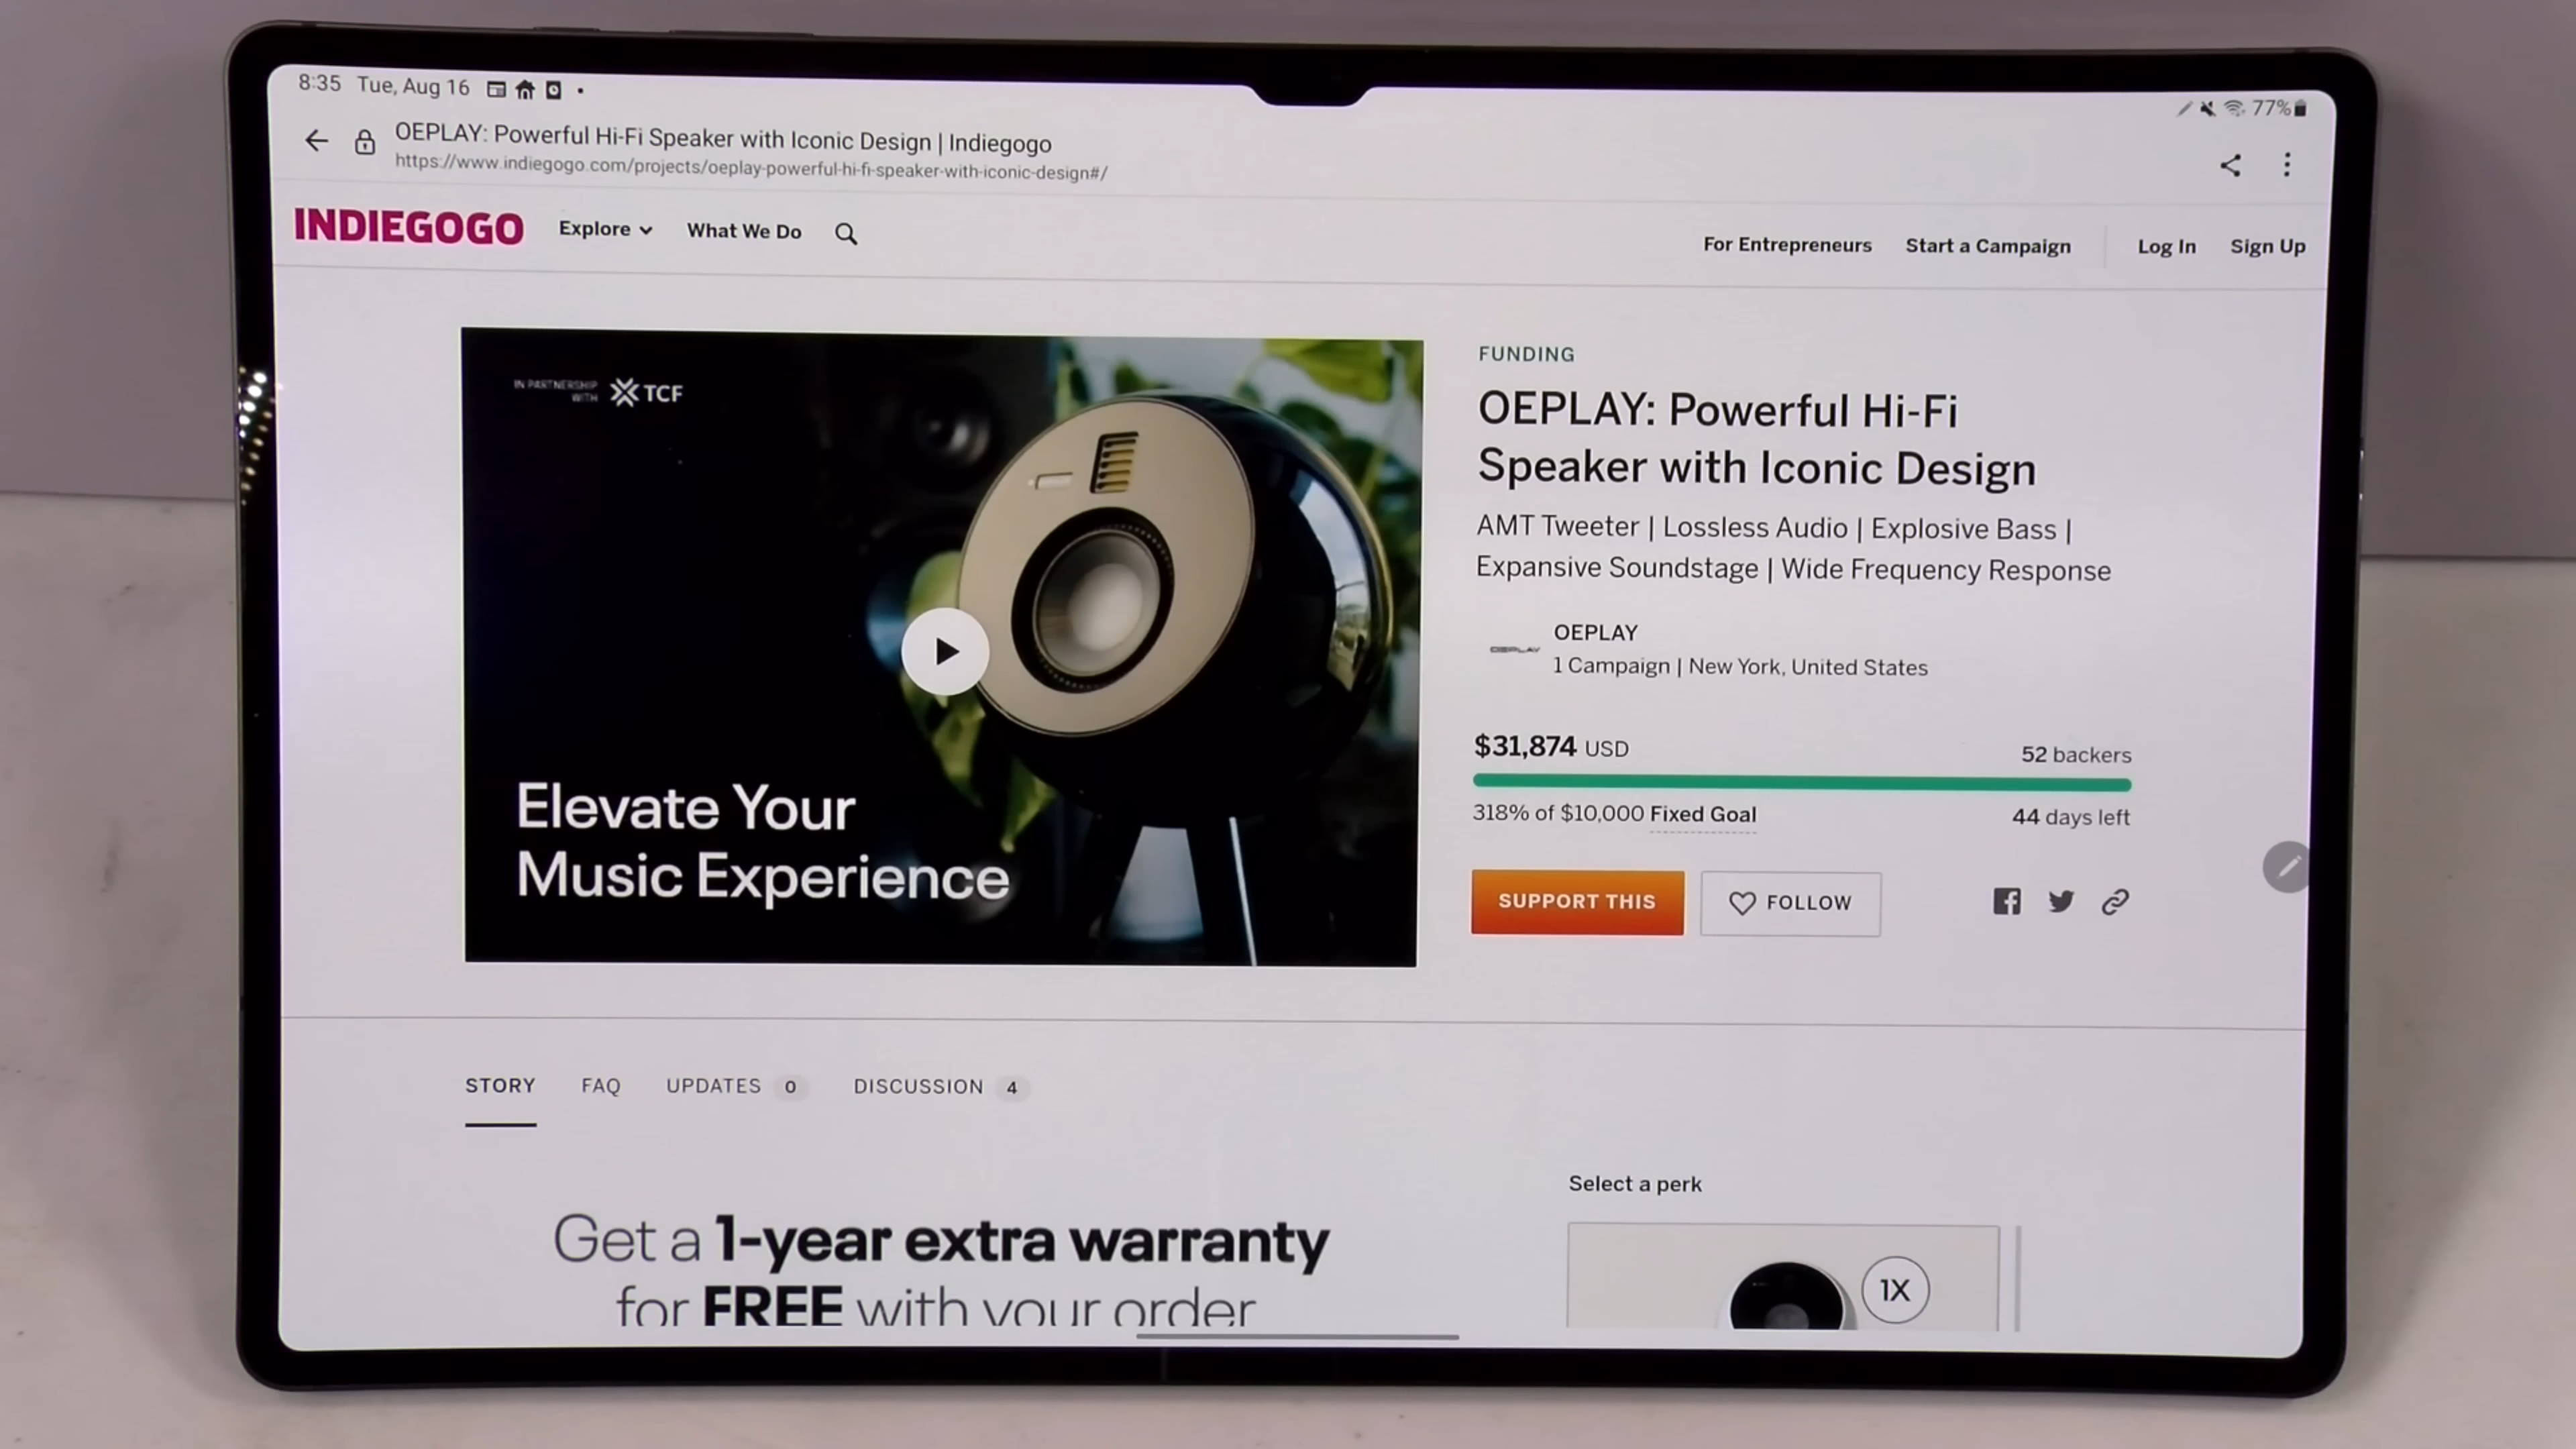 8:35 Tue, Aug 16
77%
OEPLAY: Powerful Hi-Fi Speaker with Iconic Design | Indiegogo
https://www.indiegogo.com/projects/oeplay-powerful-hi-fi-speaker-with-iconic-design#/
INDIEGOGO Explore What We Do
For Entrepreneurs Start a Campaign Log In Sign Up
IN PARTNERSHIP
WITH
TCF
Elevate Your
Music Experience
FUNDING
OEPLAY: Powerful Hi-Fi
Speaker with Iconic Design
AMT Tweeter | Lossless Audio | Explosive Bass |
Expansive Soundstage | Wide Frequency Response
OEPLAY
OEPLAY
1 Campaign | New York, United States
$31,874 USD
52 backers
318% of $10,000 Fixed Goal
44 days left
SUPPORT THIS
FOLLOW
STORY FAQ UPDATES 0 DISCUSSION 4
Get a 1-year extra warranty
for FREE with your order
Select a perk
1X